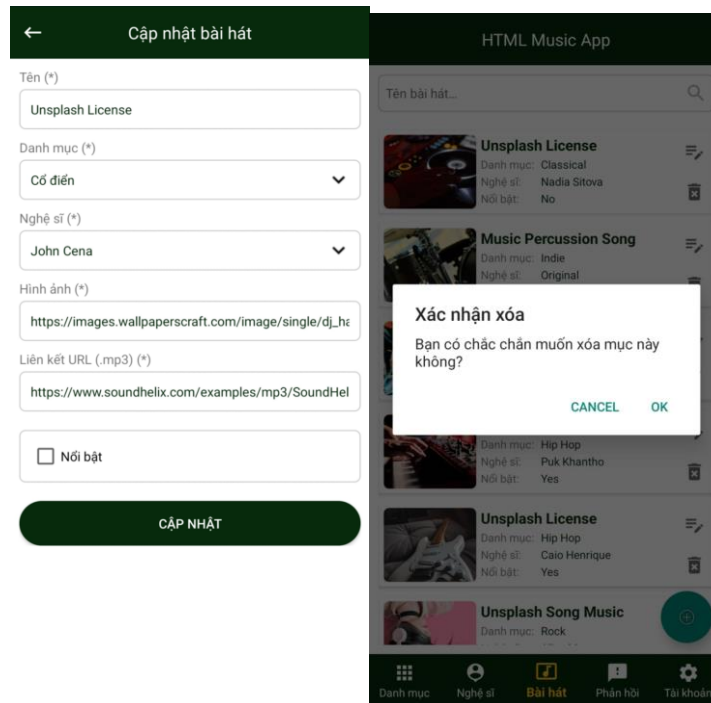 Cập nhật bài hát
Tên (*)
Unsplash License
Danh mục (*)
Cổ điển
Nghệ sĩ (*)
John Cena
Hình ảnh (*)
https://images.wallpaperscraft.com/image/single/dj_ha
Liên kết URL (.mp3) (*)
https://www.soundhelix.com/examples/mp3/SoundHel
Nổi bật
CẬP NHẬT
HTML Music App
Tên bài hát...
Unsplash License
Danh mục: Classical
Nghệ sĩ: Nadia Sitova
Nổi bật: No
Music Percussion Song
Danh mục: Indie
Nghệ sĩ: Original
Xác nhận xóa
Bạn có chắc chắn muốn xóa mục này
không?
CANCEL OK
Danh mục: Hip Hop
Nghệ sĩ: Puk Khantho
Nổi bật: Yes
Unsplash License
Danh mục: Hip Hop
Nghệ sĩ: Caio Henrique
Nổi bật: Yes
Unsplash Song Music
Danh mục: Rock
Danh mục Nghệ sĩ Bài hát Phản hồi Tài khoản